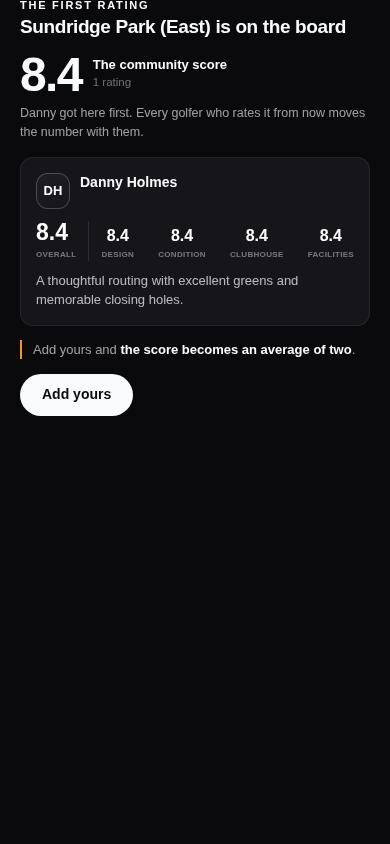 THE FIRST RATING
Sundridge Park (East) is on the board
8.4
The community score
1 rating
Danny got here first. Every golfer who rates it from now moves
the number with them.
DH
Danny Holmes
8.4 8.4 8.4 8.4 8.4
OVERALL DESIGN CONDITION CLUBHOUSE FACILITIES
A thoughtful routing with excellent greens and
memorable closing holes.
Add yours and the score becomes an average of two.
Add yours